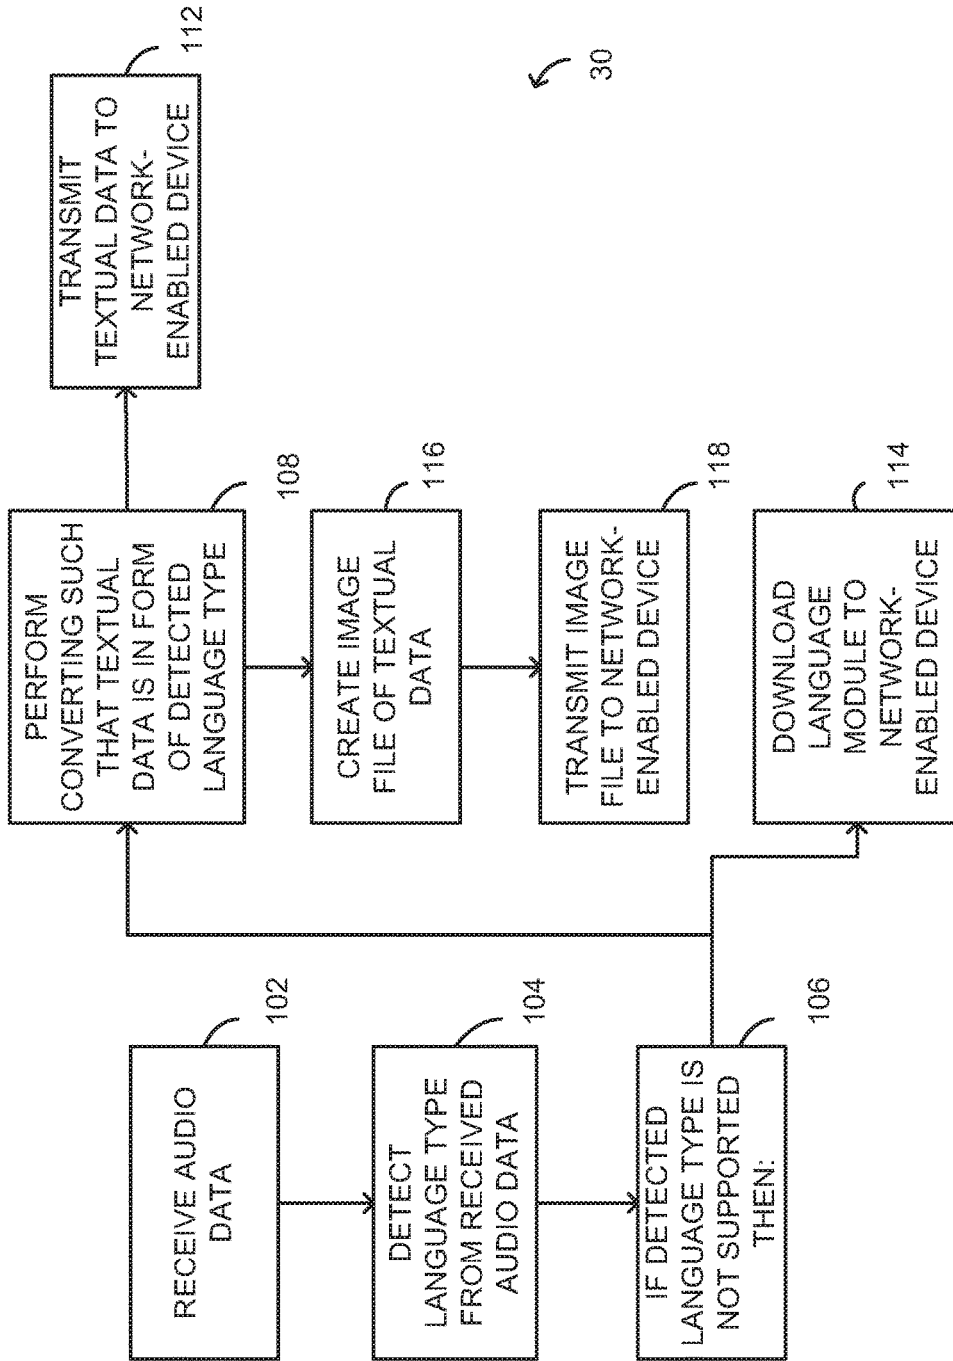 RECEIVE AUDIO
DATA
102
DETECT
LANGUAGE TYPE
FROM RECEIVED
AUDIO DATA
104
IF DETECTED
LANGUAGE TYPE IS
NOT SUPPORTED
THEN:
106
PERFORM
CONVERTING SUCH
THAT TEXTUAL
DATA IS IN FORM
OF DETECTED
LANGUAGE TYPE
108
CREATE IMAGE
FILE OF TEXTUAL
DATA
116
TRANSMIT IMAGE
FILE TO NETWORK-
ENABLED DEVICE
118
DOWNLOAD
LANGUAGE
MODULE TO
NETWORK-
ENABLED DEVICE
114
TRANSMIT
TEXTUAL DATA TO
NETWORK-
ENABLED DEVICE
112
30